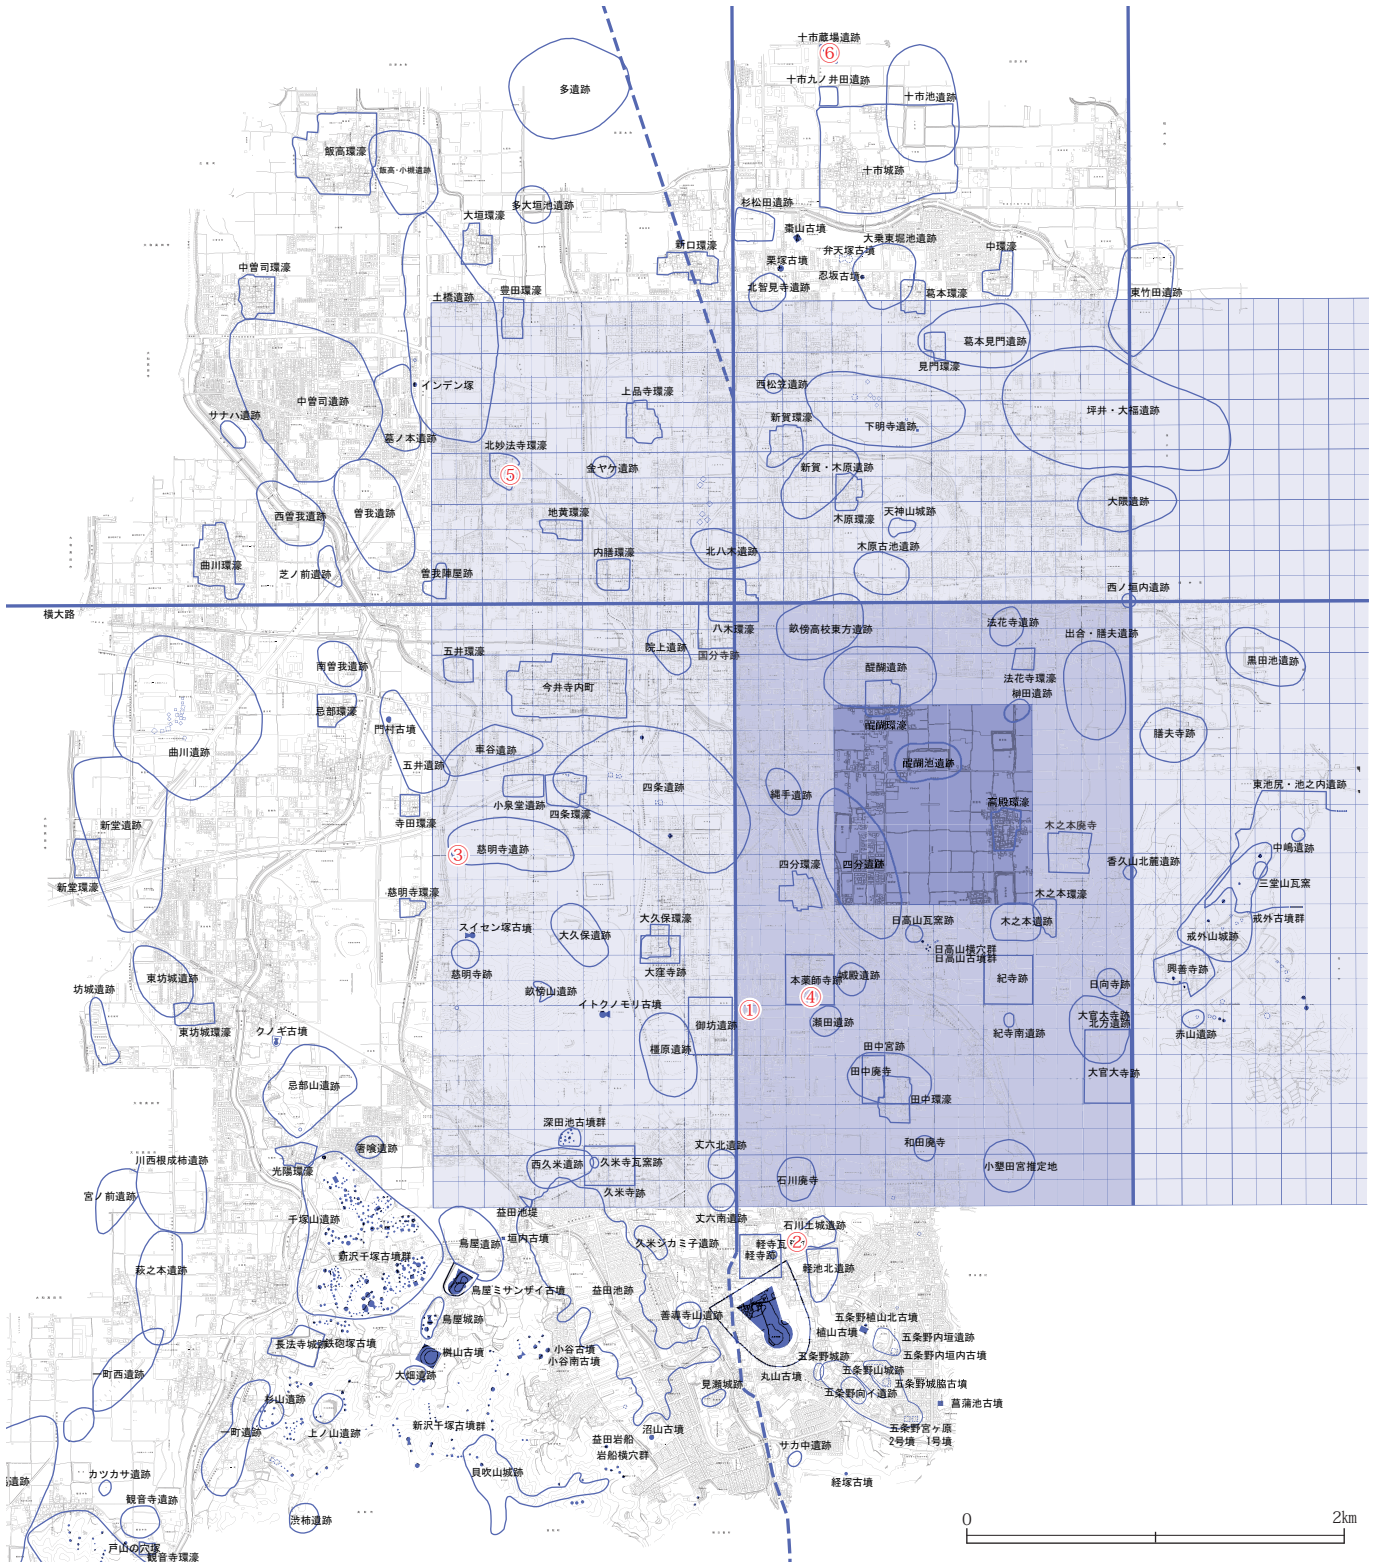 十市蔵場遺跡
⑥
多遺跡
十市九ノ井田遺跡
十市池遺跡
飯高環濠
飯高・小槻遺跡
十市城跡
多大垣池遺跡
杉松田遺跡
大垣環濠
棗山古墳
新口環濠
大乗東堀池遺跡
弁天塚古墳
中環濠
栗塚古墳
中曽司環濠
忍坂古墳
北智見寺遺跡
豊田環濠
葛本環濠
東竹田遺跡
土橋遺跡
葛本見門遺跡
見門環濠
インデン塚
西松笠遺跡
上品寺環濠
中曽司遺跡
サナハ遺跡
新賀環濠
坪井・大福遺跡
下明寺遺跡
墓ノ本遺跡
北妙法寺環濠
⑤
金ヤケ遺跡
新賀・木原遺跡
大隈遺跡
西曽我遺跡
曽我遺跡
地黄環濠
木原環濠
天神山城跡
内膳環濠
北八木遺跡
木原古池遺跡
曲川環濠
芝ノ前遺跡
曽我陣屋跡
西ノ垣内遺跡
横大路
八木環濠
畝傍高校東方遺跡
法花寺遺跡
出合・膳夫遺跡
院上遺跡
国分寺跡
五井環濠
南曽我遺跡
醍醐遺跡
黒田池遺跡
法花寺環濠
今井寺内町
榊田遺跡
忌部環濠
門村古墳
醍醐環濠
膳夫寺跡
曲川遺跡
車谷遺跡
五井遺跡
醍醐池遺跡
東池尻・池之内遺跡
四条遺跡
縄手遺跡
高殿環濠
小泉堂遺跡
四条環濠
寺田環濠
新堂遺跡
木之本廃寺
慈明寺遺跡
③
中嶋遺跡
四分環濠
四分遺跡
香久山北麓遺跡
三堂山瓦窯
新堂環濠
慈明寺環濠
木之本環濠
大久保環濠
日高山瓦窯跡
木之本遺跡
戒外古墳群
スイセン塚古墳
大久保遺跡
戒外山城跡
日高山横穴群
日高山古墳群
慈明寺跡
大窪寺跡
東坊城遺跡
本薬師寺跡
城殿遺跡
紀寺跡
興善寺跡
日向寺跡
坊城遺跡
畝傍山遺跡
④
イトクノモリ古墳
①
大官大寺跡
北方遺跡
東坊城環濠
クノギ古墳
御坊遺跡
瀬田遺跡
紀寺南遺跡
赤山遺跡
橿原遺跡
田中宮跡
田中廃寺
大官大寺跡
忌部山遺跡
田中環濠
深田池古墳群
箸喰遺跡
丈六北遺跡
和田廃寺
川西根成柿遺跡
光陽環濠
西久米遺跡
久米寺瓦窯跡
小墾田宮推定地
石川廃寺
宮ノ前遺跡
久米寺跡
千塚山遺跡
益田池堤
丈六南遺跡
石川土城遺跡
垣内古墳
久米ジカミ子遺跡
軽寺瓦
②
鳥屋遺跡
新沢千塚古墳群
軽寺跡
軽池北遺跡
萩之本遺跡
鳥屋ミサンザイ古墳
益田池跡
善導寺山遺跡
鳥屋城跡
五条野植山北古墳
植山古墳
五条野内垣遺跡
長法寺城跡
鉄砲塚古墳
桝山古墳
小谷古墳
小谷南古墳
五条野城跡
五条野内垣内古墳
一町西遺跡
大畑遺跡
丸山古墳
五条野山城跡
見瀬城跡
五条野城脇古墳
五条野向イ遺跡
杉山遺跡
菖蒲池古墳
一町遺跡
上ノ山遺跡
新沢千塚古墳群
沼山古墳
五条野宮ヶ原
2号墳 1号墳
益田岩船
岩船横穴群
サカ中遺跡
カツカサ遺跡
貝吹山城跡
経塚古墳
観音寺遺跡
渋柿遺跡
戸山の穴塚
観音寺環濠
0
2km